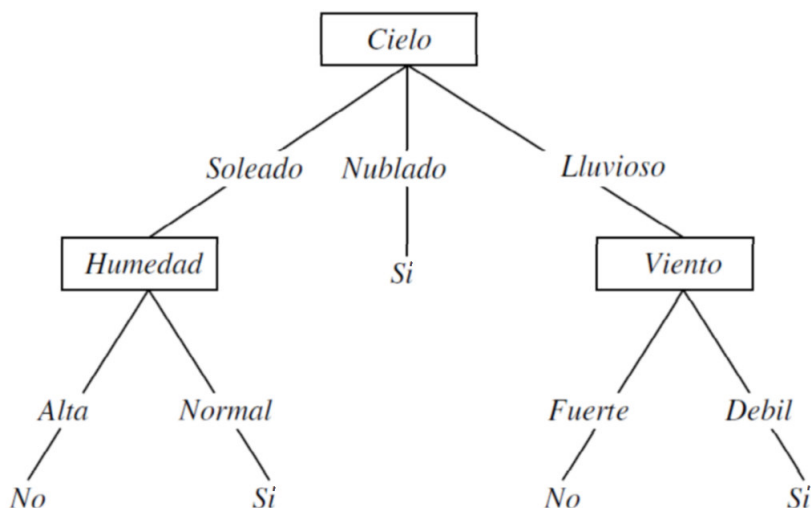 Cielo
Soleado Nublado Lluvioso
Humedad Si Viento
Alta Normal Fuerte Debil
No Si No Si